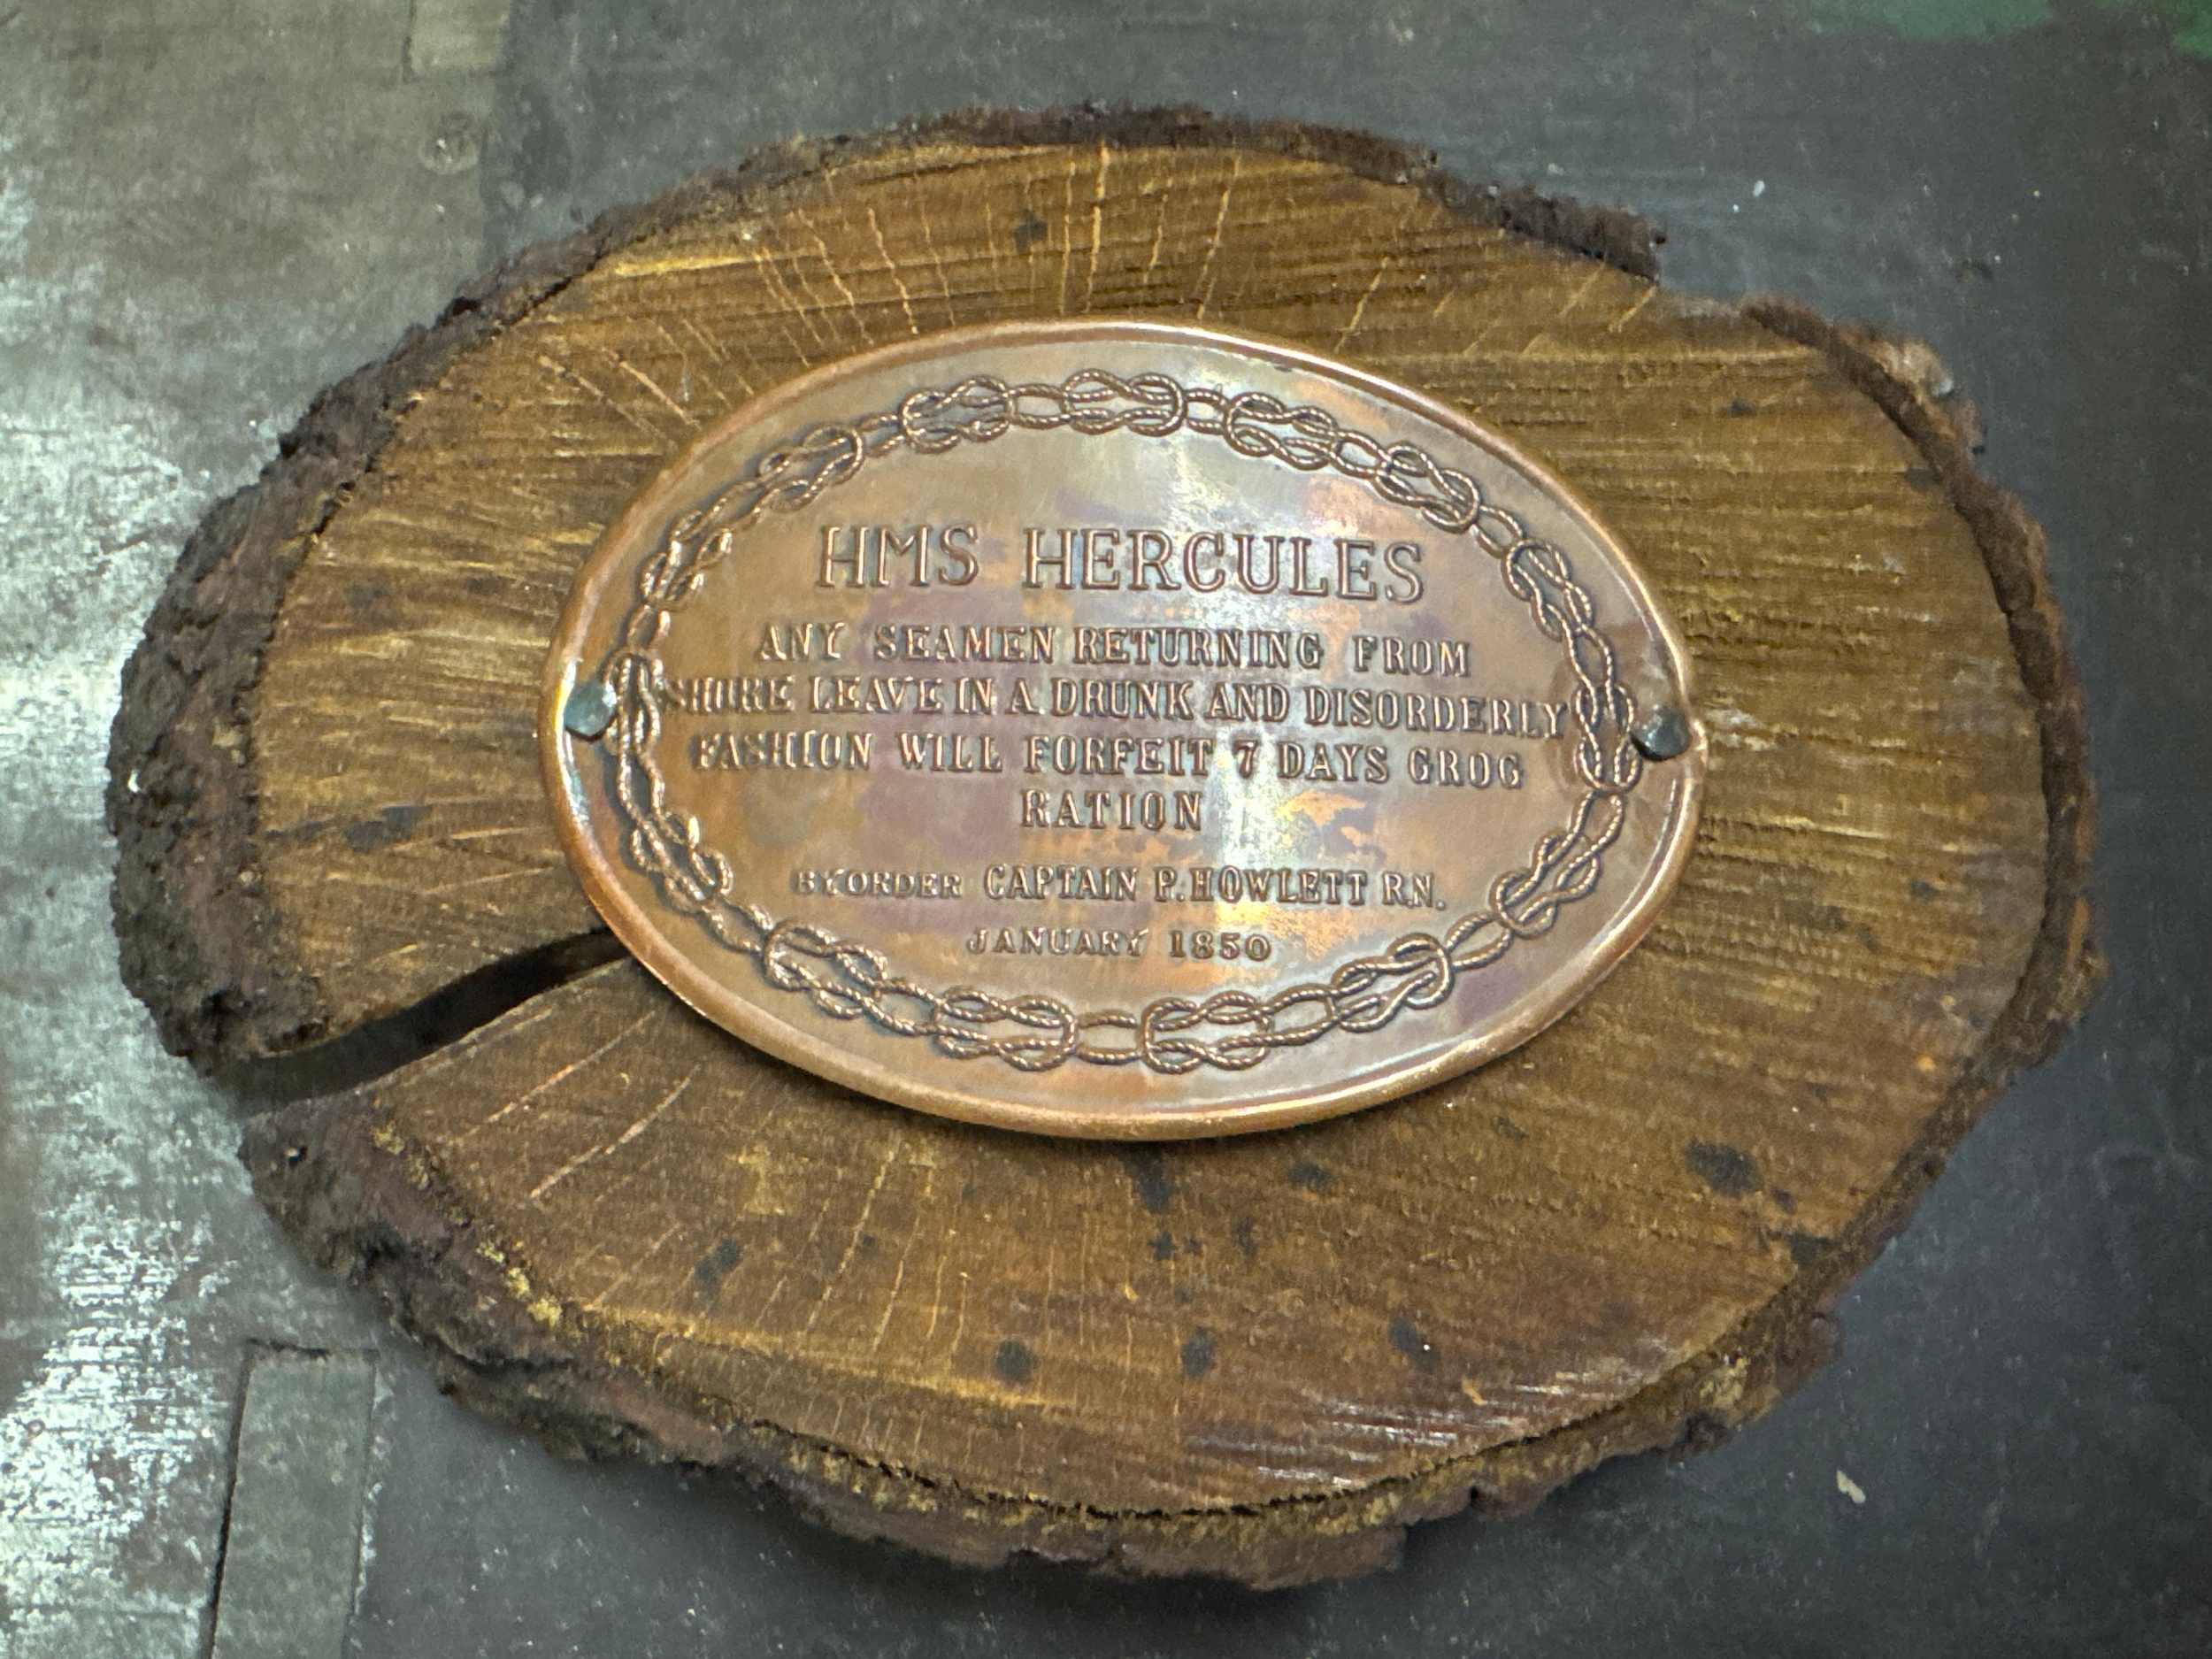 HMS HERCULES
ANY SEAMEN RETURNING FROM
SHORE LEAVE IN A DRUNK AND DISORDERLY
FASHION WILL FORFEIT 7 DAYS GROG
RATION
BY ORDER CAPTAIN P. HOWLETT R.N.
JANUARY 1850